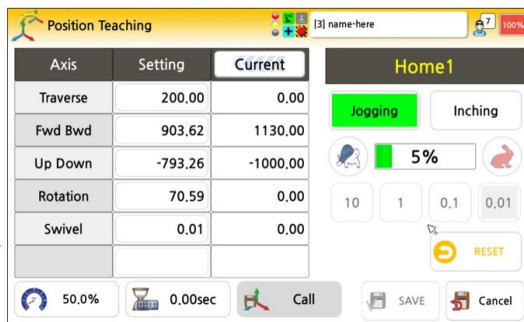 Position Teaching
[3] name-here
7
100%
Axis Setting Current
Home1
Traverse 200.00 0.00
Jogging Inching
Fwd Bwd 903.62 1130.00
5%
Up Down -793.26 -1000.00
Rotation 70.59 0.00
10 1 0.1 0.01
Swivel 0.01 0.00
RESET
50.0% 0.00sec Call SAVE Cancel